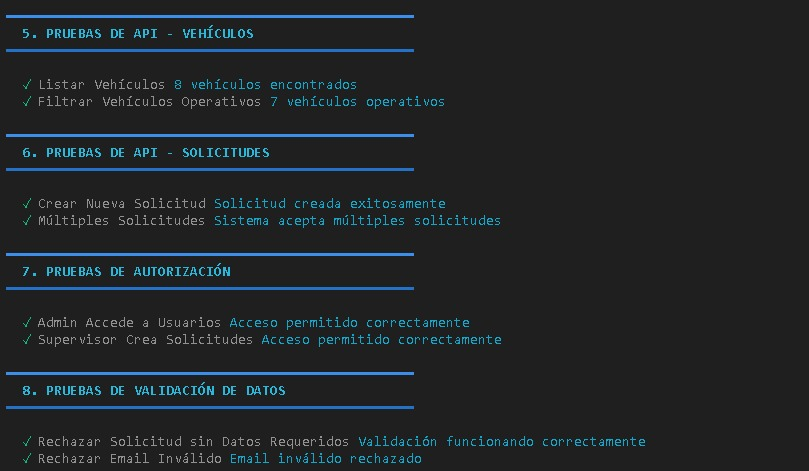 5. PRUEBAS DE API - VEHÍCULOS
✓ Listar Vehículos 8 vehículos encontrados
✓ Filtrar Vehículos Operativos 7 vehículos operativos
6. PRUEBAS DE API - SOLICITUDES
✓ Crear Nueva Solicitud Solicitud creada exitosamente
✓ Múltiples Solicitudes Sistema acepta múltiples solicitudes
7. PRUEBAS DE AUTORIZACIÓN
✓ Admin Accede a Usuarios Acceso permitido correctamente
✓ Supervisor Crea Solicitudes Acceso permitido correctamente
8. PRUEBAS DE VALIDACIÓN DE DATOS
✓ Rechazar Solicitud sin Datos Requeridos Validación funcionando correctamente
✓ Rechazar Email Inválido Email inválido rechazado